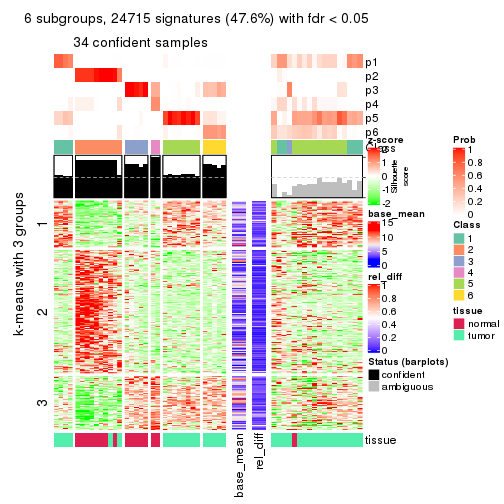 6 subgroups, 24715 signatures (47.6%) with fdr < 0.05
34 confident samples
p1
p2
p3
p4
p5
p6
Class
Silhouette
score
1
2
3
k-means with 3 groups
base_mean
rel_diff
tissue
z-score
2
1
0
-1
-2
base_mean
15
10
5
0
rel_diff
1
0.8
0.6
0.4
0.2
0
Status (barplots)
confident
ambiguous
Prob
1
0.8
0.6
0.4
0.2
0
Class
1
2
3
4
5
6
tissue
normal
tumor